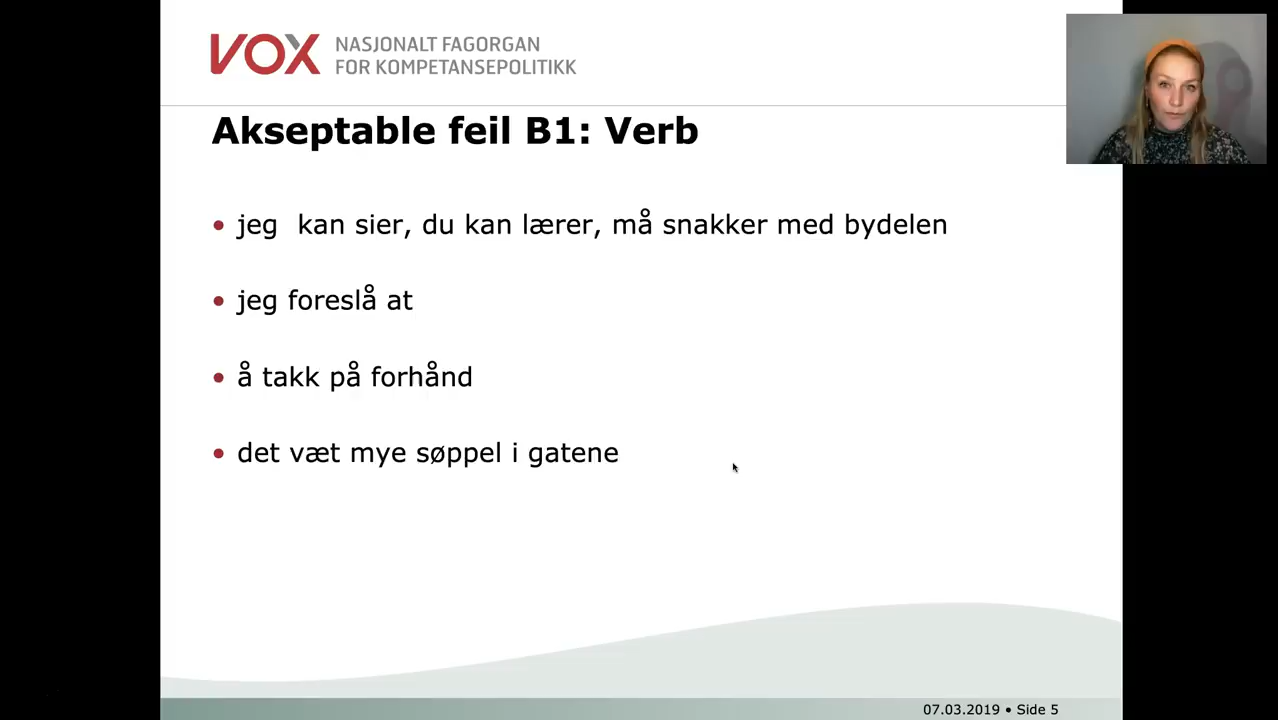 VOX NASJONALT FAGORGAN
FOR KOMPETANSEPOLITIKK
Akseptable feil B1: Verb
• jeg kan sier, du kan lærer, må snakker med bydelen
• jeg foreslå at
• å takk på forhånd
• det væt mye søppel i gatene
07.03.2019 • Side 5